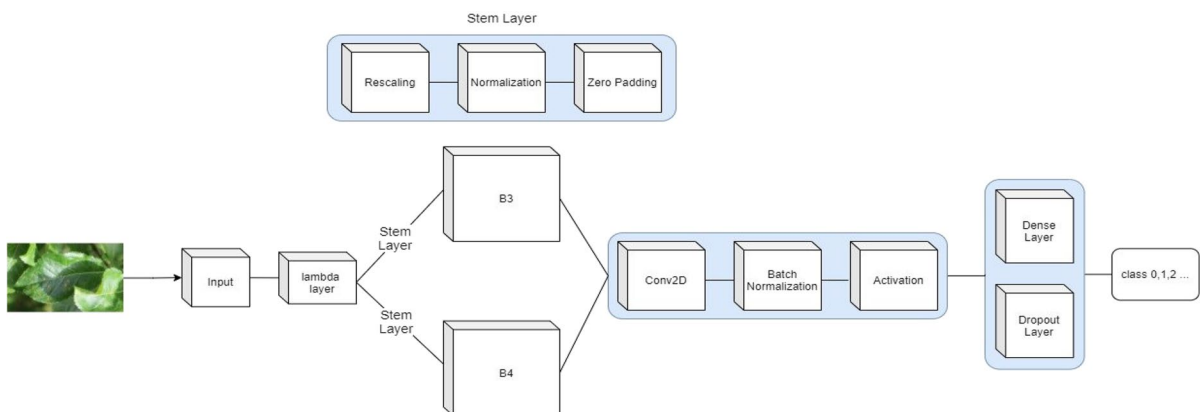 Stem Layer
Rescaling
Normalization
Zero Padding
B3
Stem
Layer
Input
lambda
layer
Stem
Layer
B4
Conv2D
Batch
Normalization
Activation
Dense
Layer
Dropout
Layer
class 0,1,2 ...